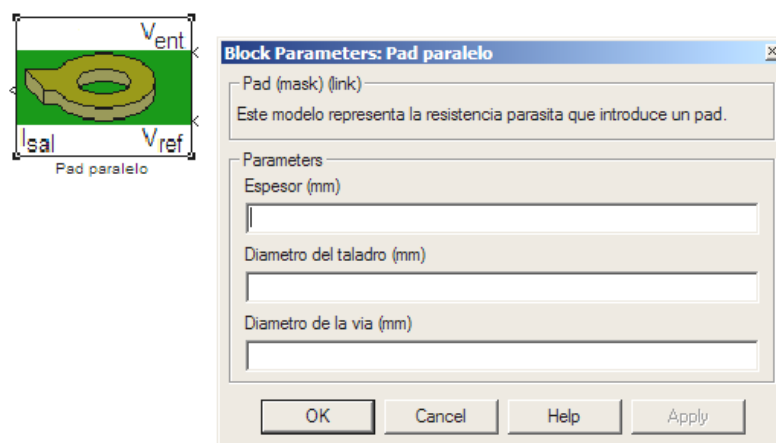 Vent
Isal Vref
Pad paralelo
Block Parameters: Pad paralelo
Pad (mask) (link)
Este modelo representa la resistencia parasita que introduce un pad.
Parameters
Espesor (mm)
Diametro del taladro (mm)
Diametro de la via (mm)
OK Cancel Help Apply